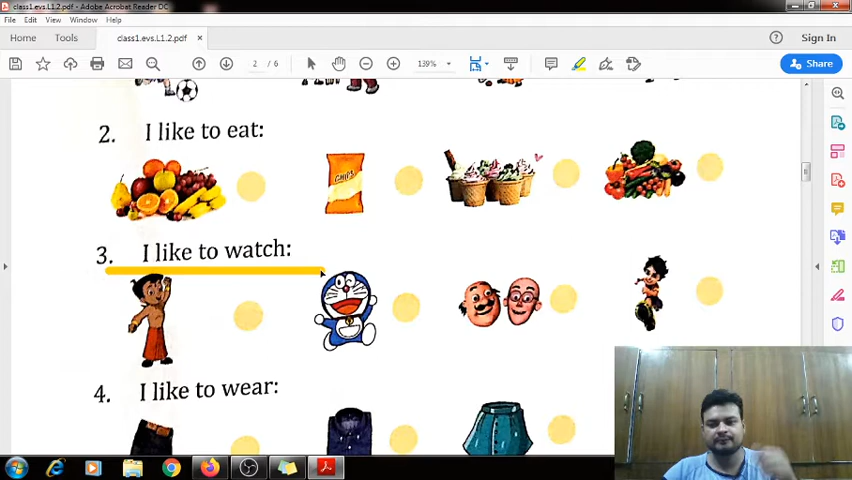 class1.evs.L1.2.pdf - Adobe Acrobat Reader DC
File Edit View Window Help
Home Tools class1.evs.L1.2.pdf × Sign In
2 / 6 139% Share
2. I like to eat:
CHIPS
3. I like to watch:
4. I like to wear: